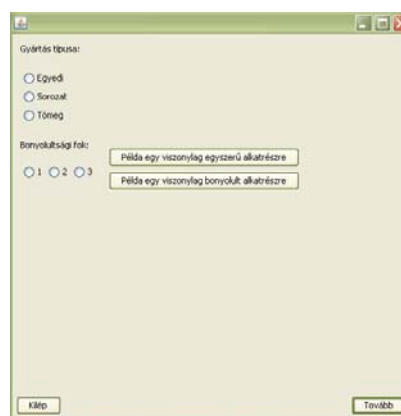 Gyártás típusa:
Egyedi
Sorozat
Tömeg
Bonyolultsági fok:
Példa egy viszonylag egyszerű alkatrészre
1 2 3
Példa egy viszonylag bonyolult alkatrészre
Kilép
Tovább